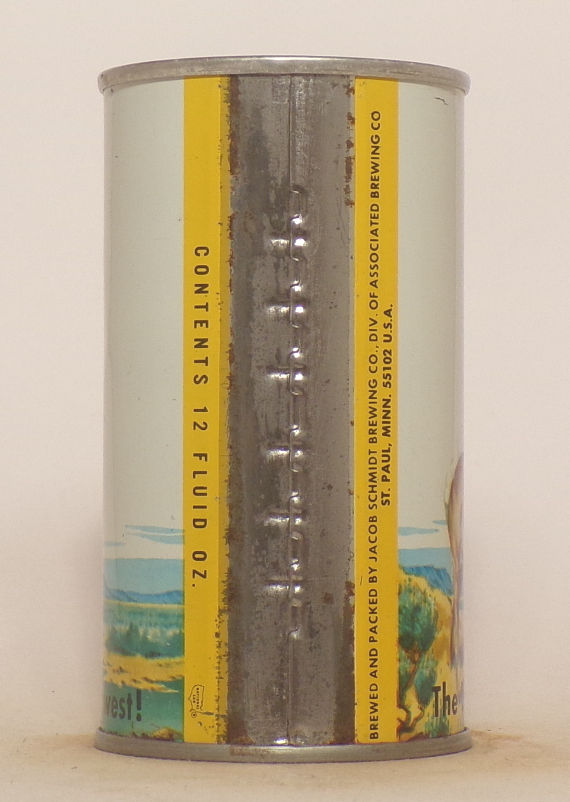 CONTENTS 12 FLUID OZ.
BREWED AND PACKED BY JACOB SCHMIDT BREWING CO., DIV. OF ASSOCIATED BREWING CO
ST. PAUL, MINN. 55102 U.S.A.
The